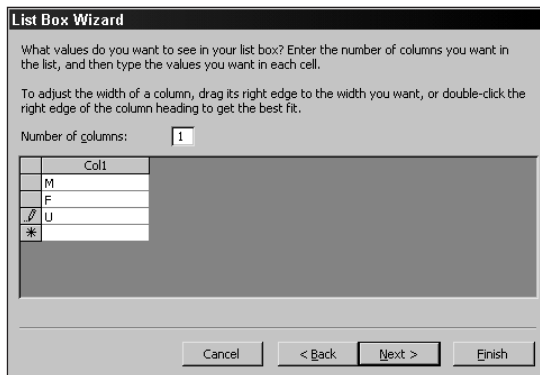 List Box Wizard
What values do you want to see in your list box? Enter the number of columns you want in
the list, and then type the values you want in each cell.
To adjust the width of a column, drag its right edge to the width you want, or double-click the
right edge of the column heading to get the best fit.
Number of columns: 1
Col1
M
F
U
Cancel < Back Next > Finish